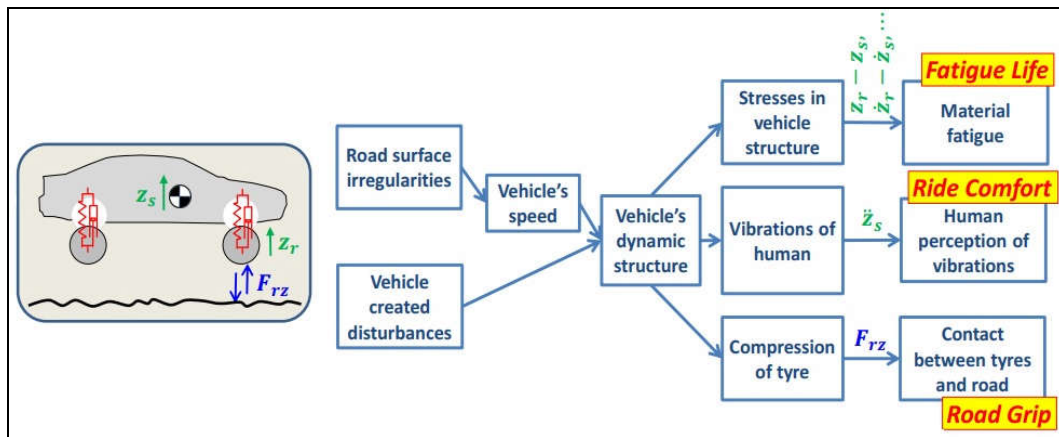 z_s
z_r
F_rz
Road surface
irregularities
Vehicle's
speed
Vehicle
created
disturbances
Vehicle's
dynamic
structure
Stresses in
vehicle
structure
z_r − z_s,
ż_r − ż_s, …
Fatigue Life
Material
fatigue
Vibrations of
human
z̈_s
Ride Comfort
Human
perception of
vibrations
Compression
of tyre
F_rz
Contact
between tyres
and road
Road Grip